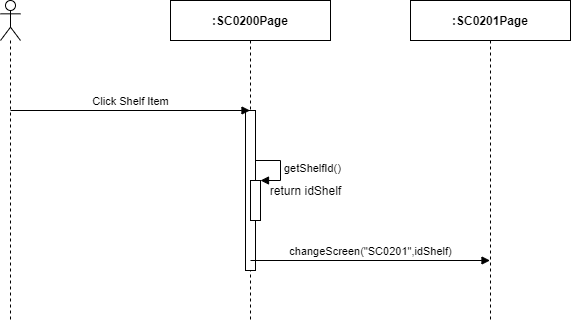 :SC0200Page
:SC0201Page
Click Shelf Item
getShelfId()
return idShelf
changeScreen("SC0201",idShelf)